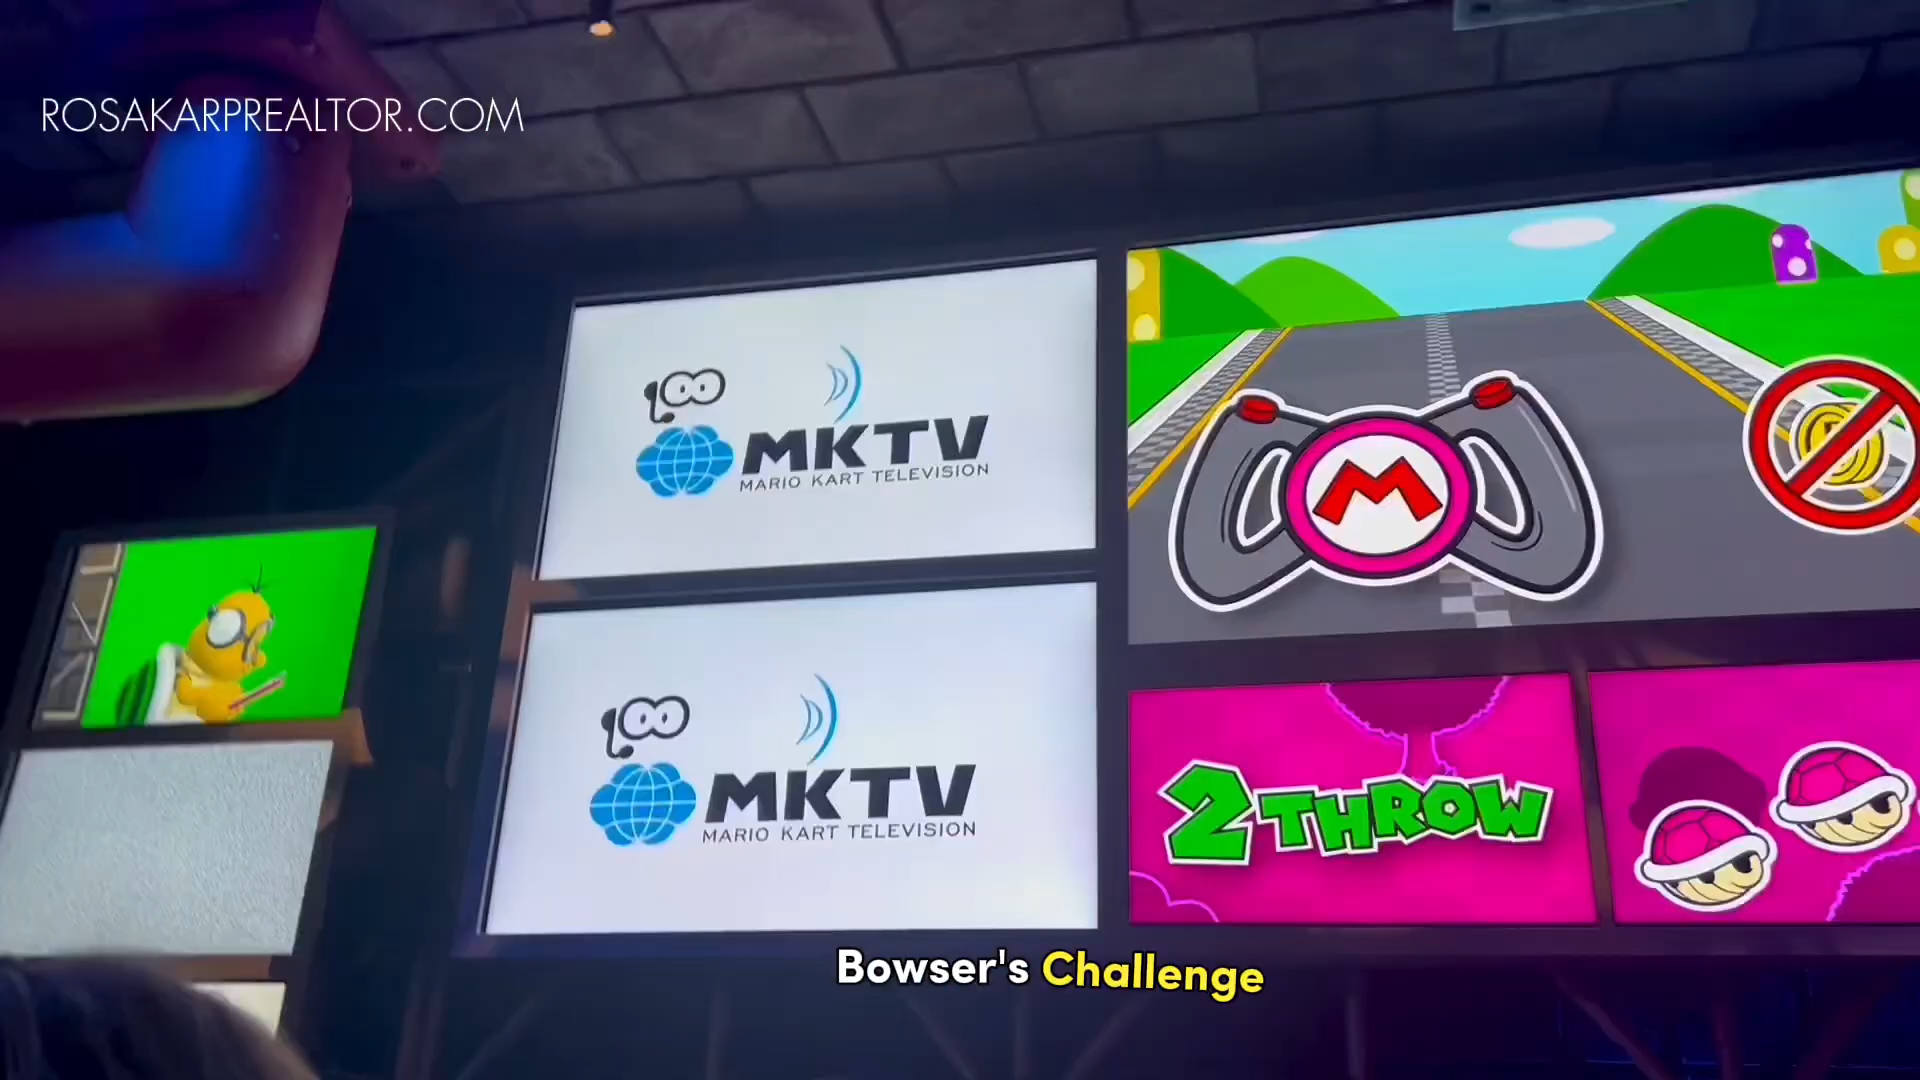 ROSAKARPREALTOR.COM
MKTV
MARIO KART TELEVISION
M
MKTV
MARIO KART TELEVISION
2 THROW
Bowser's Challenge